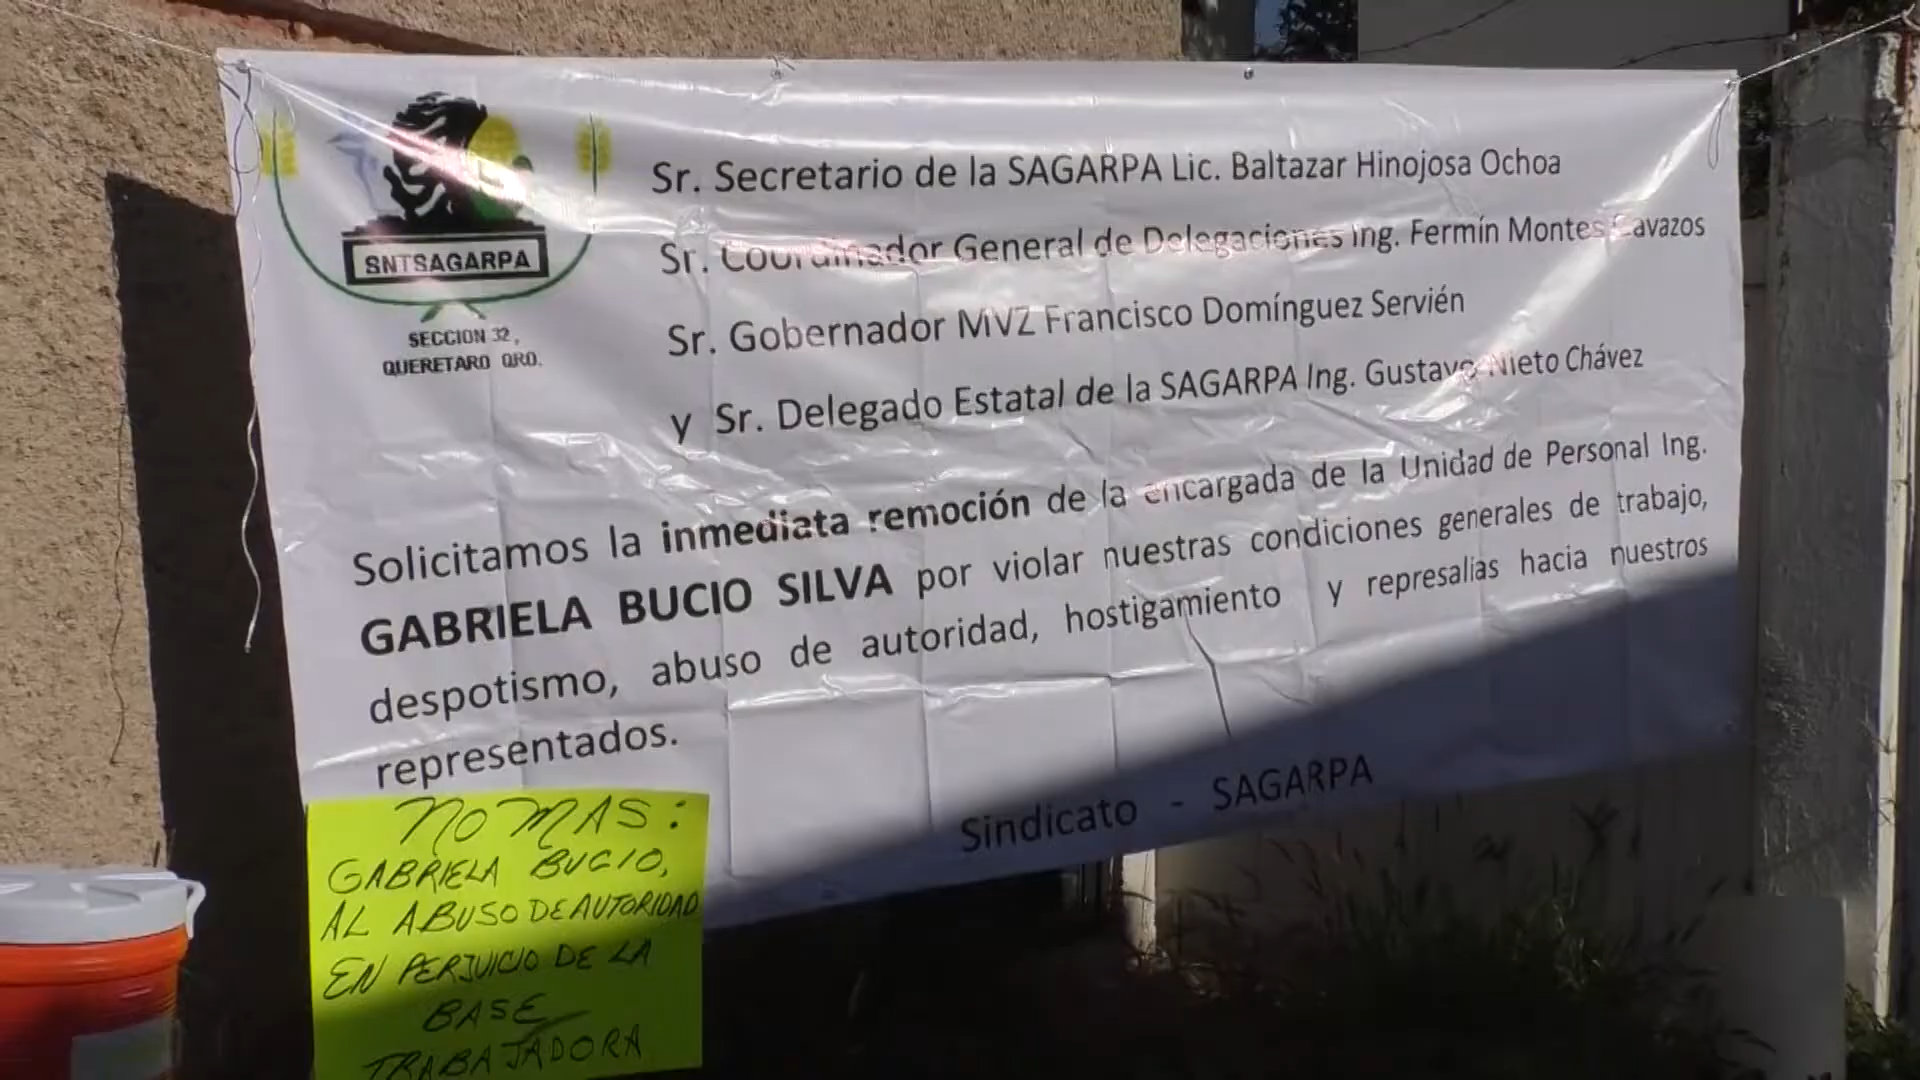 SNTSAGARPA
SECCION 32,
QUERETARO QRO.
Sr. Secretario de la SAGARPA Lic. Baltazar Hinojosa Ochoa
Sr. Coordinador General de Delegaciones Ing. Fermín Montes Cavazos
Sr. Gobernador MVZ Francisco Domínguez Servién
y Sr. Delegado Estatal de la SAGARPA Ing. Gustavo Nieto Chávez
Solicitamos la inmediata remoción de la encargada de la Unidad de Personal Ing.
GABRIELA BUCIO SILVA por violar nuestras condiciones generales de trabajo,
despotismo, abuso de autoridad, hostigamiento y represalias hacia nuestros
representados.
Sindicato - SAGARPA
NO MAS:
GABRIELA BUCIO,
AL ABUSO DE AUTORIDAD
EN PERJUICIO DE LA
BASE
TRABAJADORA